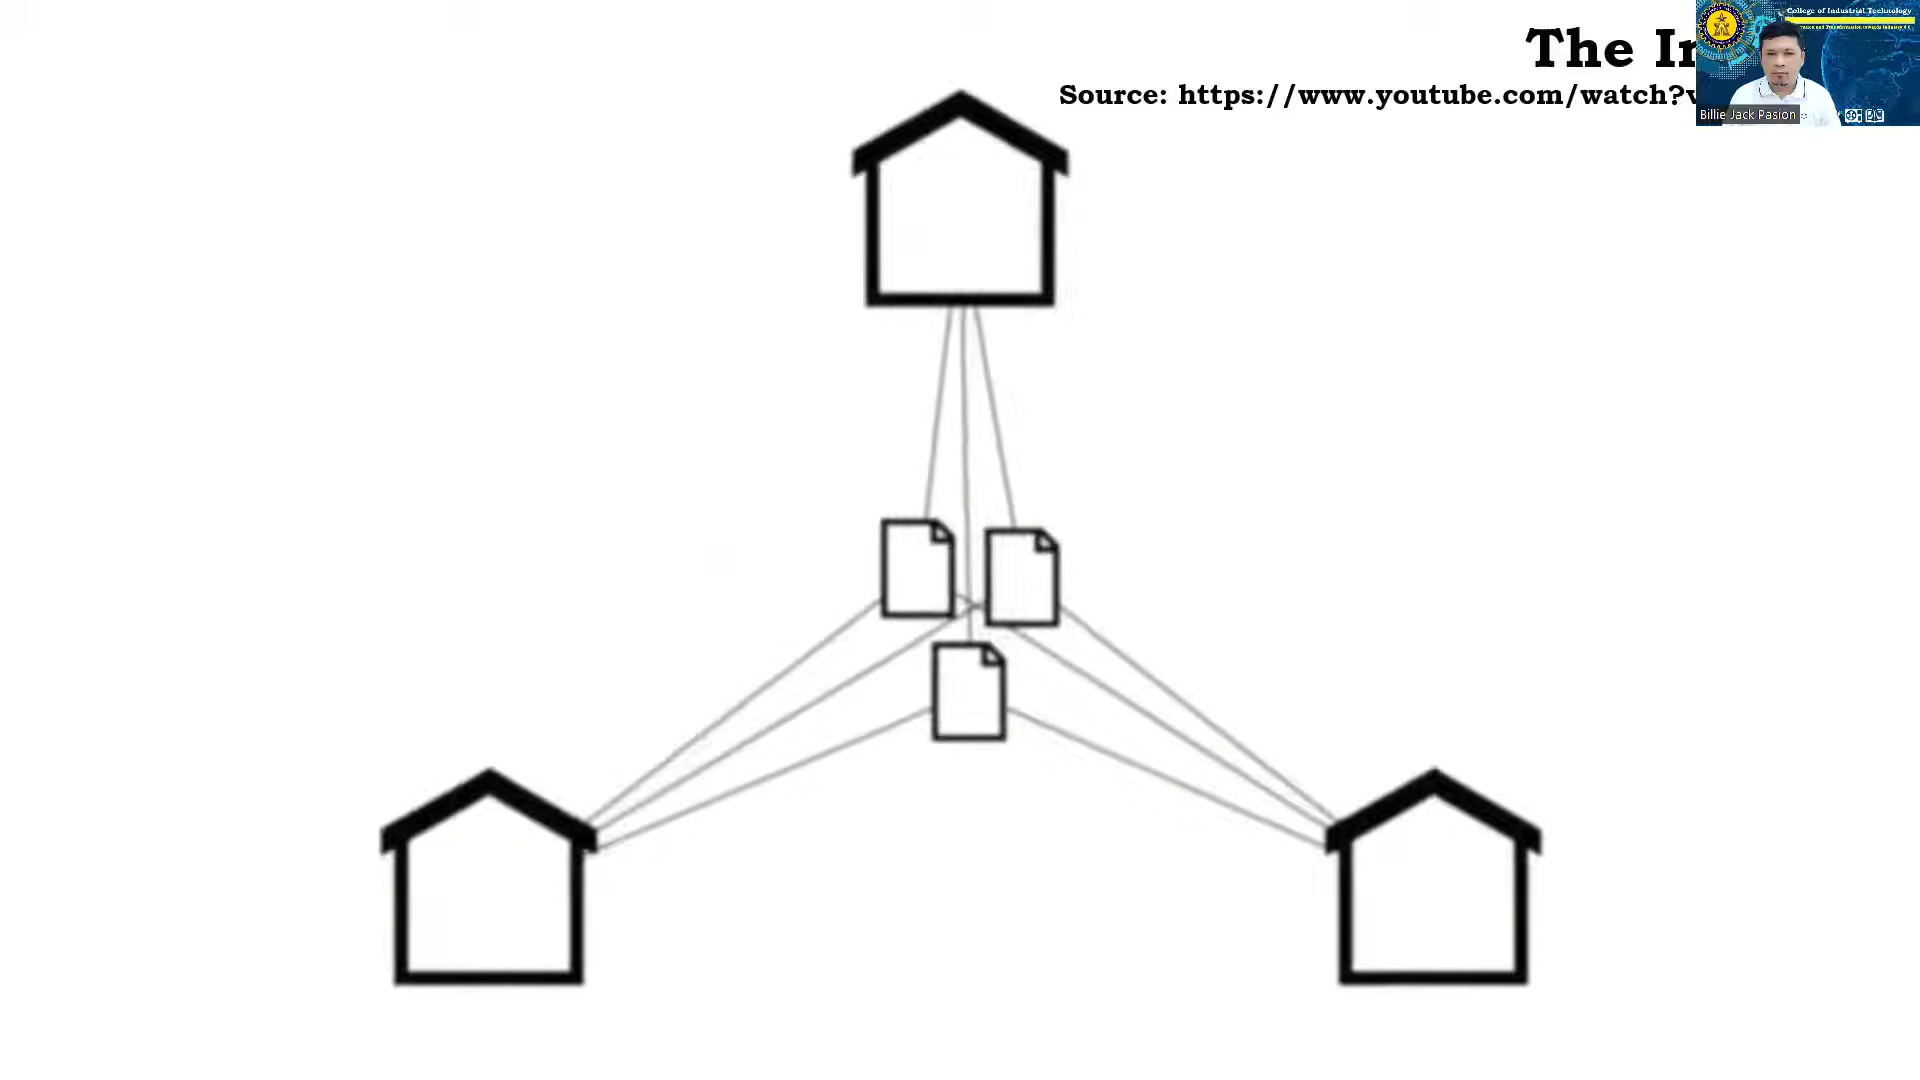 College of Industrial Technology
The In
Source: https://www.youtube.com/watch?v
Billie Jack Pasion